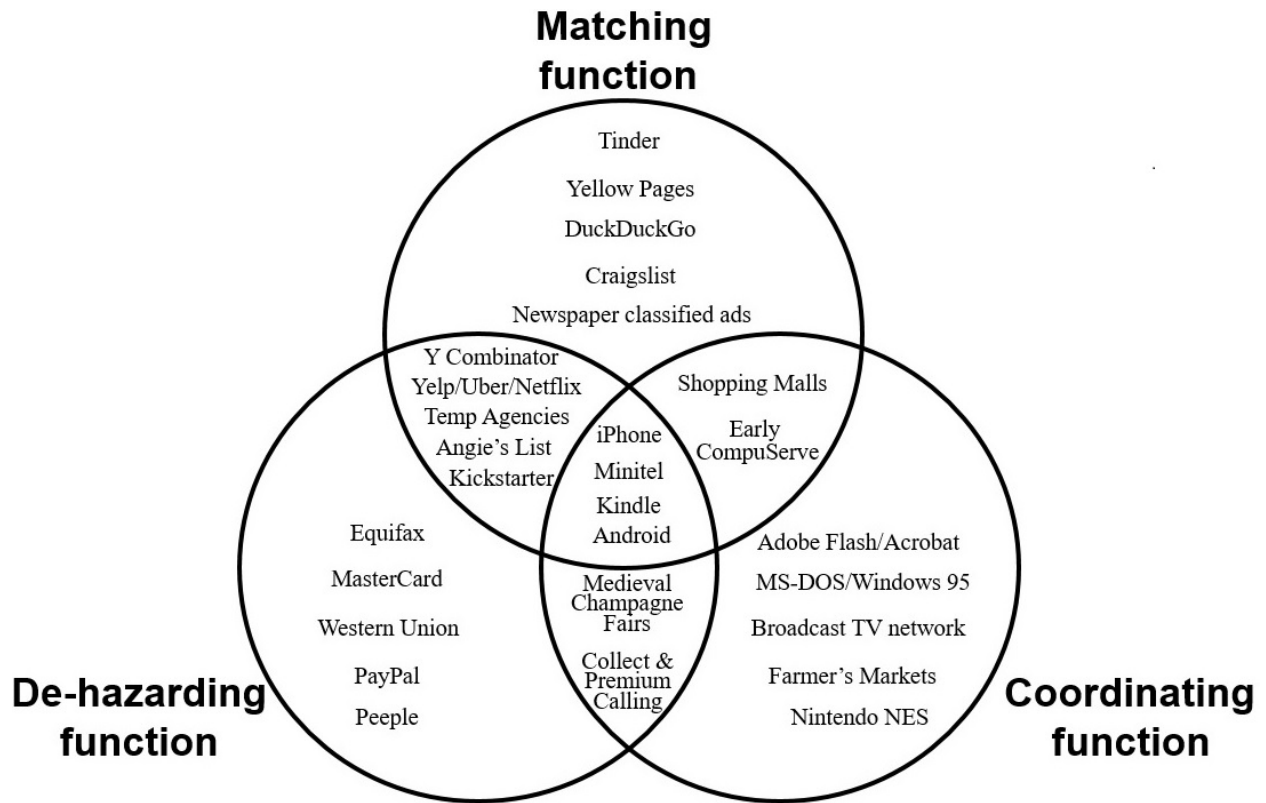 Matching
function
Tinder
Yellow Pages
DuckDuckGo
Craigslist
Newspaper classified ads
Y Combinator
Yelp/Uber/Netflix
Temp Agencies
Angie’s List
Kickstarter
iPhone
Minitel
Kindle
Android
Shopping Malls
Early
CompuServe
Equifax
MasterCard
Western Union
PayPal
Peeple
Medieval
Champagne
Fairs
Collect &
Premium
Calling
Adobe Flash/Acrobat
MS-DOS/Windows 95
Broadcast TV network
Farmer’s Markets
Nintendo NES
De-hazarding
function
Coordinating
function